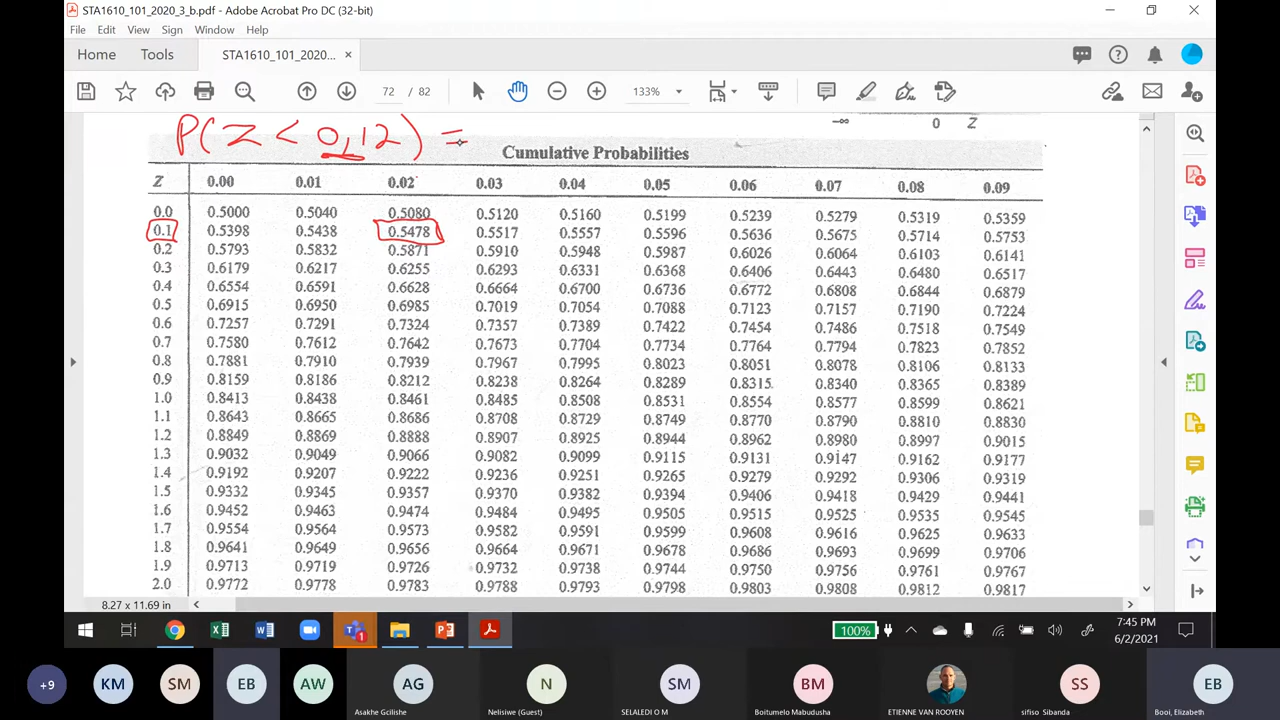 STA1610_101_2020_3_b.pdf - Adobe Acrobat Pro DC (32-bit)
File Edit View Sign Window Help
Home Tools STA1610_101_2020... ×
72 / 82 133%
P(Z < 0,12) =
-∞ 0 Z
Cumulative Probabilities
Z 0.00 0.01 0.02 0.03 0.04 0.05 0.06 0.07 0.08 0.09
0.0 0.5000 0.5040 0.5080 0.5120 0.5160 0.5199 0.5239 0.5279 0.5319 0.5359
0.1 0.5398 0.5438 0.5478 0.5517 0.5557 0.5596 0.5636 0.5675 0.5714 0.5753
0.2 0.5793 0.5832 0.5871 0.5910 0.5948 0.5987 0.6026 0.6064 0.6103 0.6141
0.3 0.6179 0.6217 0.6255 0.6293 0.6331 0.6368 0.6406 0.6443 0.6480 0.6517
0.4 0.6554 0.6591 0.6628 0.6664 0.6700 0.6736 0.6772 0.6808 0.6844 0.6879
0.5 0.6915 0.6950 0.6985 0.7019 0.7054 0.7088 0.7123 0.7157 0.7190 0.7224
0.6 0.7257 0.7291 0.7324 0.7357 0.7389 0.7422 0.7454 0.7486 0.7518 0.7549
0.7 0.7580 0.7612 0.7642 0.7673 0.7704 0.7734 0.7764 0.7794 0.7823 0.7852
0.8 0.7881 0.7910 0.7939 0.7967 0.7995 0.8023 0.8051 0.8078 0.8106 0.8133
0.9 0.8159 0.8186 0.8212 0.8238 0.8264 0.8289 0.8315 0.8340 0.8365 0.8389
1.0 0.8413 0.8438 0.8461 0.8485 0.8508 0.8531 0.8554 0.8577 0.8599 0.8621
1.1 0.8643 0.8665 0.8686 0.8708 0.8729 0.8749 0.8770 0.8790 0.8810 0.8830
1.2 0.8849 0.8869 0.8888 0.8907 0.8925 0.8944 0.8962 0.8980 0.8997 0.9015
1.3 0.9032 0.9049 0.9066 0.9082 0.9099 0.9115 0.9131 0.9147 0.9162 0.9177
1.4 0.9192 0.9207 0.9222 0.9236 0.9251 0.9265 0.9279 0.9292 0.9306 0.9319
1.5 0.9332 0.9345 0.9357 0.9370 0.9382 0.9394 0.9406 0.9418 0.9429 0.9441
1.6 0.9452 0.9463 0.9474 0.9484 0.9495 0.9505 0.9515 0.9525 0.9535 0.9545
1.7 0.9554 0.9564 0.9573 0.9582 0.9591 0.9599 0.9608 0.9616 0.9625 0.9633
1.8 0.9641 0.9649 0.9656 0.9664 0.9671 0.9678 0.9686 0.9693 0.9699 0.9706
1.9 0.9713 0.9719 0.9726 0.9732 0.9738 0.9744 0.9750 0.9756 0.9761 0.9767
2.0 0.9772 0.9778 0.9783 0.9788 0.9793 0.9798 0.9803 0.9808 0.9812 0.9817
8.27 x 11.69 in
100% 7:45 PM
6/2/2021
+9 KM SM EB AW AG N SM BM SS EB
Asakhe Gcilishe Nelisiwe (Guest) SELALEDI O M Boitumelo Mabudusha ETIENNE VAN ROOYEN sifiso Sibanda Booi, Elizabeth